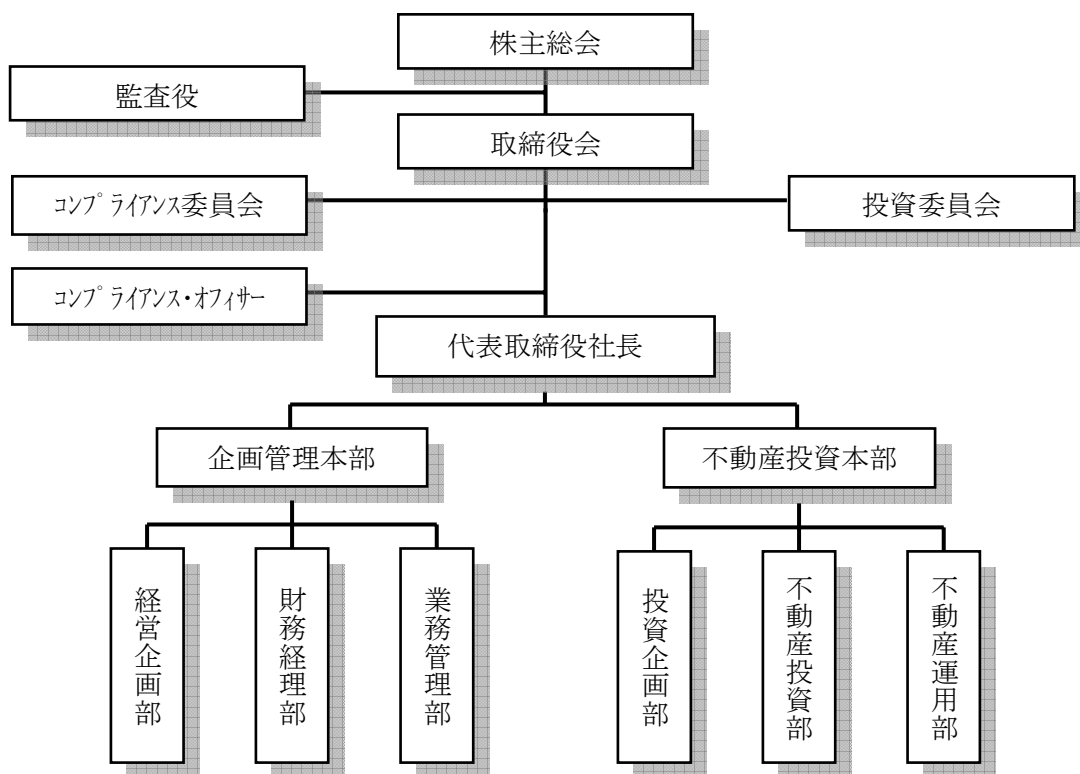 株主総会
監査役
取締役会
ｺﾝﾌﾟﾗｲｱﾝｽ委員会
投資委員会
ｺﾝﾌﾟﾗｲｱﾝｽ・ｵﾌｨｻｰ
代表取締役社長
企画管理本部
不動産投資本部
経営企画部
財務経理部
業務管理部
投資企画部
不動産投資部
不動産運用部